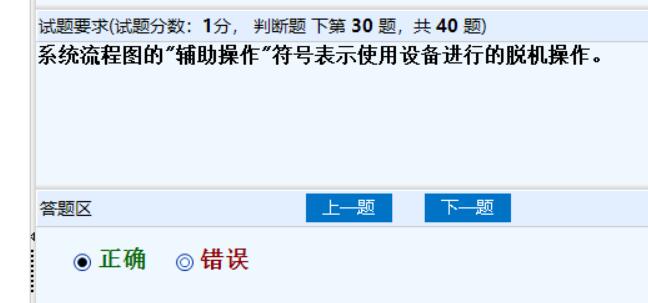 试题要求(试题分数：1分， 判断题 下第 30 题，共 40 题)
系统流程图的"辅助操作"符号表示使用设备进行的脱机操作。
答题区 上一题 下一题
正确 错误